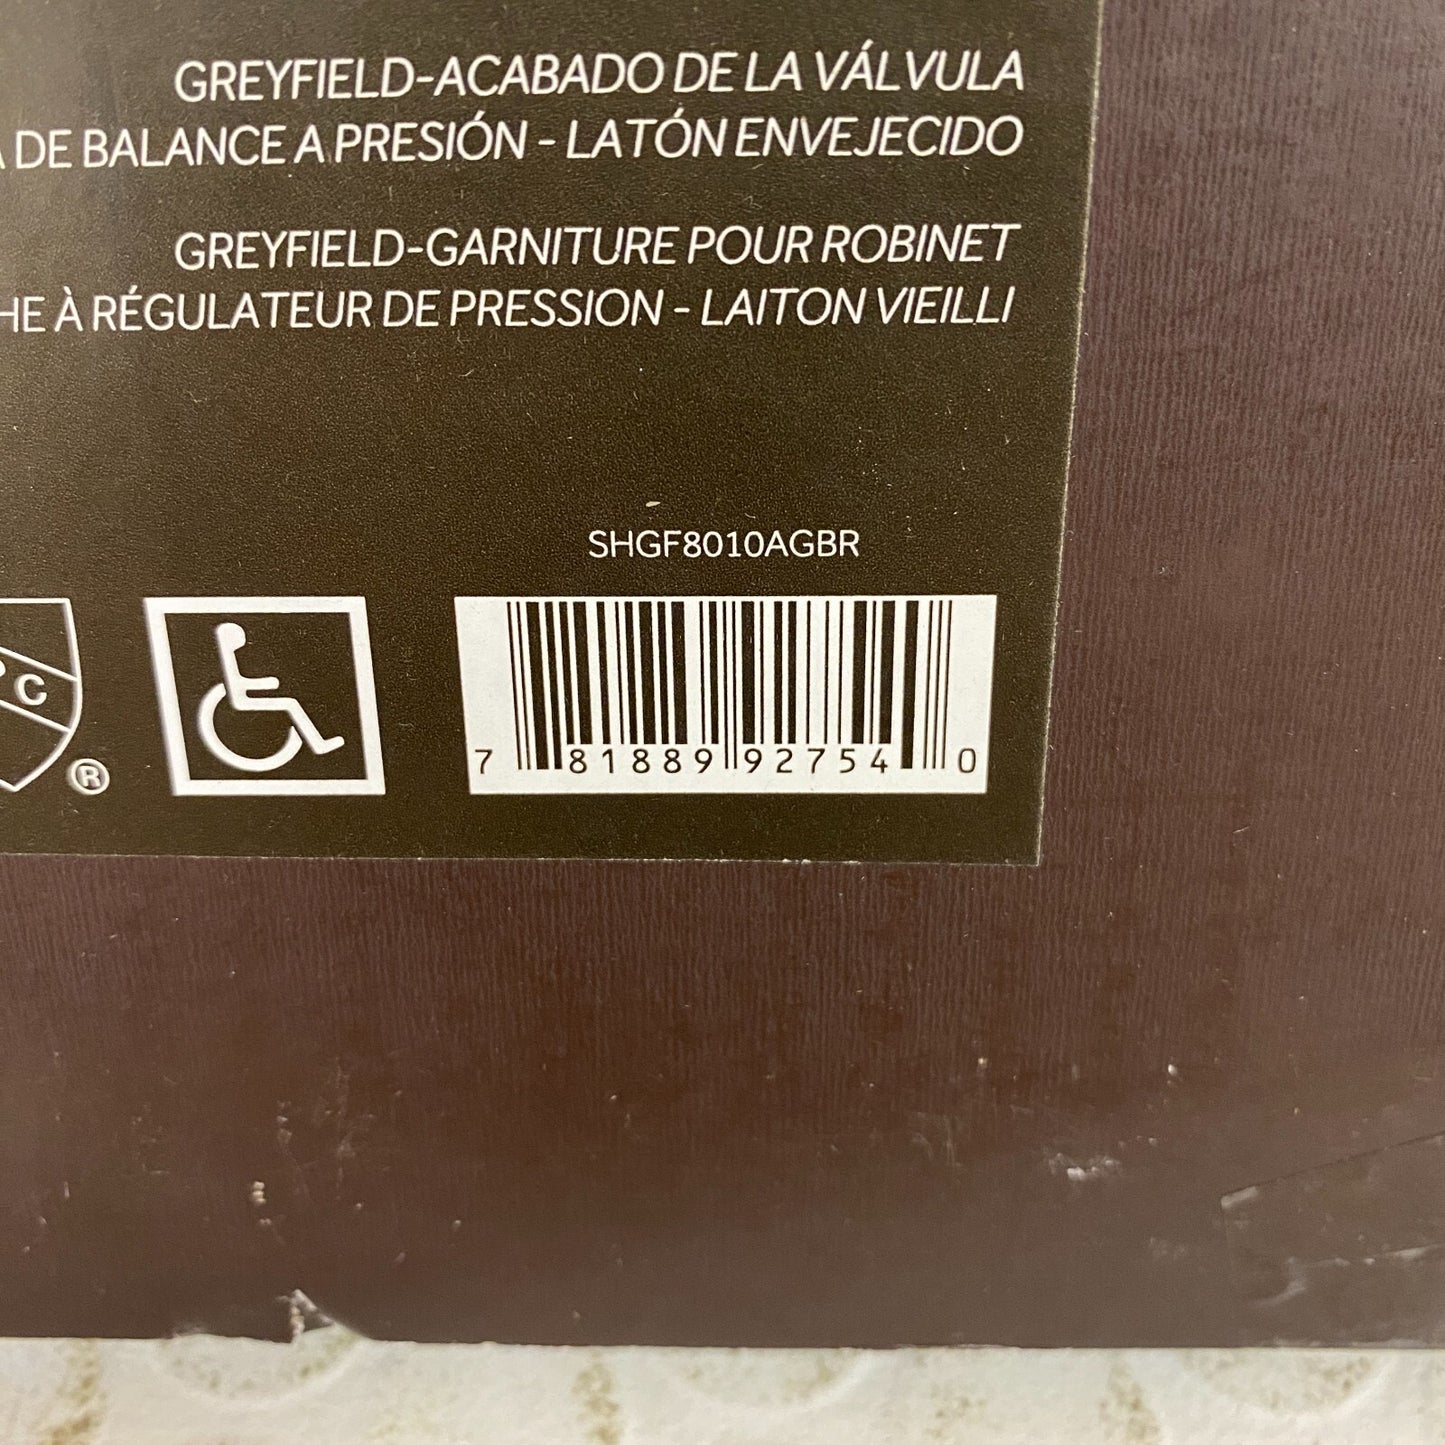 GREYFIELD-ACABADO DE LA VÁLVULA
DE BALANCE A PRESIÓN - LATÓN ENVEJECIDO
GREYFIELD-GARNITURE POUR ROBINET
À RÉGULATEUR DE PRESSION - LAITON VIEILLI
SHGF8010AGBR
C
®
7 81889 92754 0